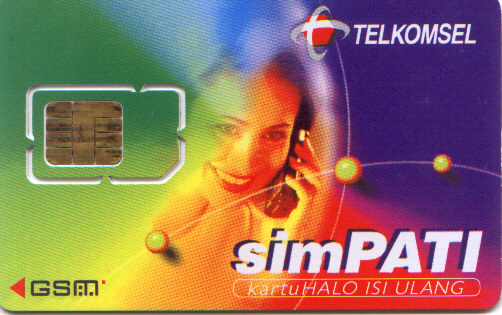 TELKOMSEL
simPATI
kartuHALO ISI ULANG
GSM